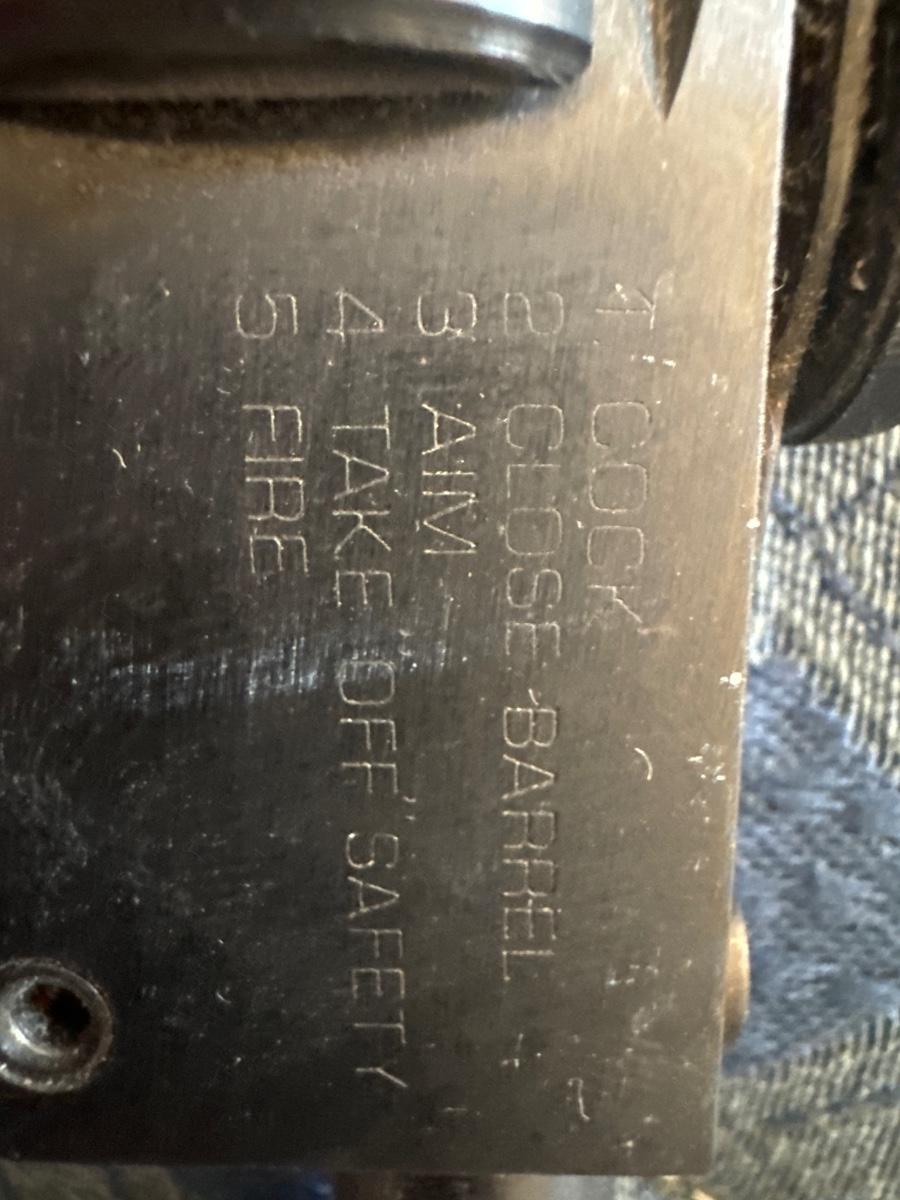 1 COCK
2 CLOSE BARREL
3 AIM
4 TAKE OFF SAFETY
5 FIRE